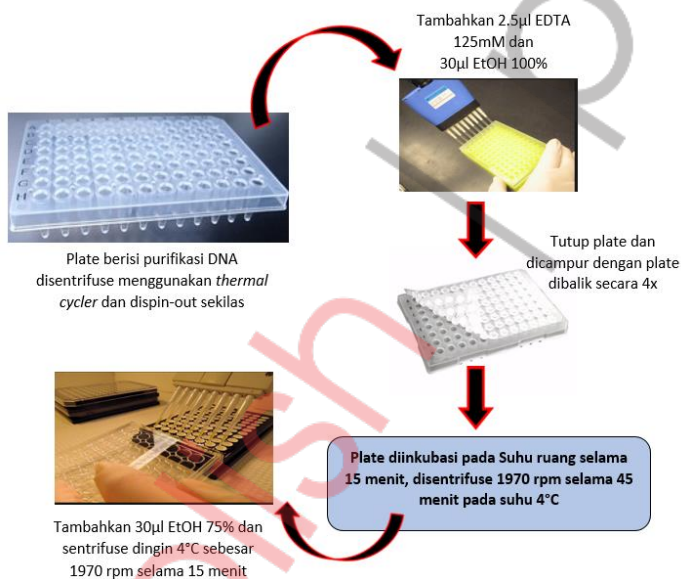 Tambahkan 2.5µl EDTA
125mM dan
30µl EtOH 100%
Plate berisi purifikasi DNA
disentrifuse menggunakan thermal
cycler dan dispin-out sekilas
Tutup plate dan
dicampur dengan plate
dibalik secara 4x
Plate diinkubasi pada Suhu ruang selama
15 menit, disentrifuse 1970 rpm selama 45
menit pada suhu 4°C
Tambahkan 30µl EtOH 75% dan
sentrifuse dingin 4°C sebesar
1970 rpm selama 15 menit